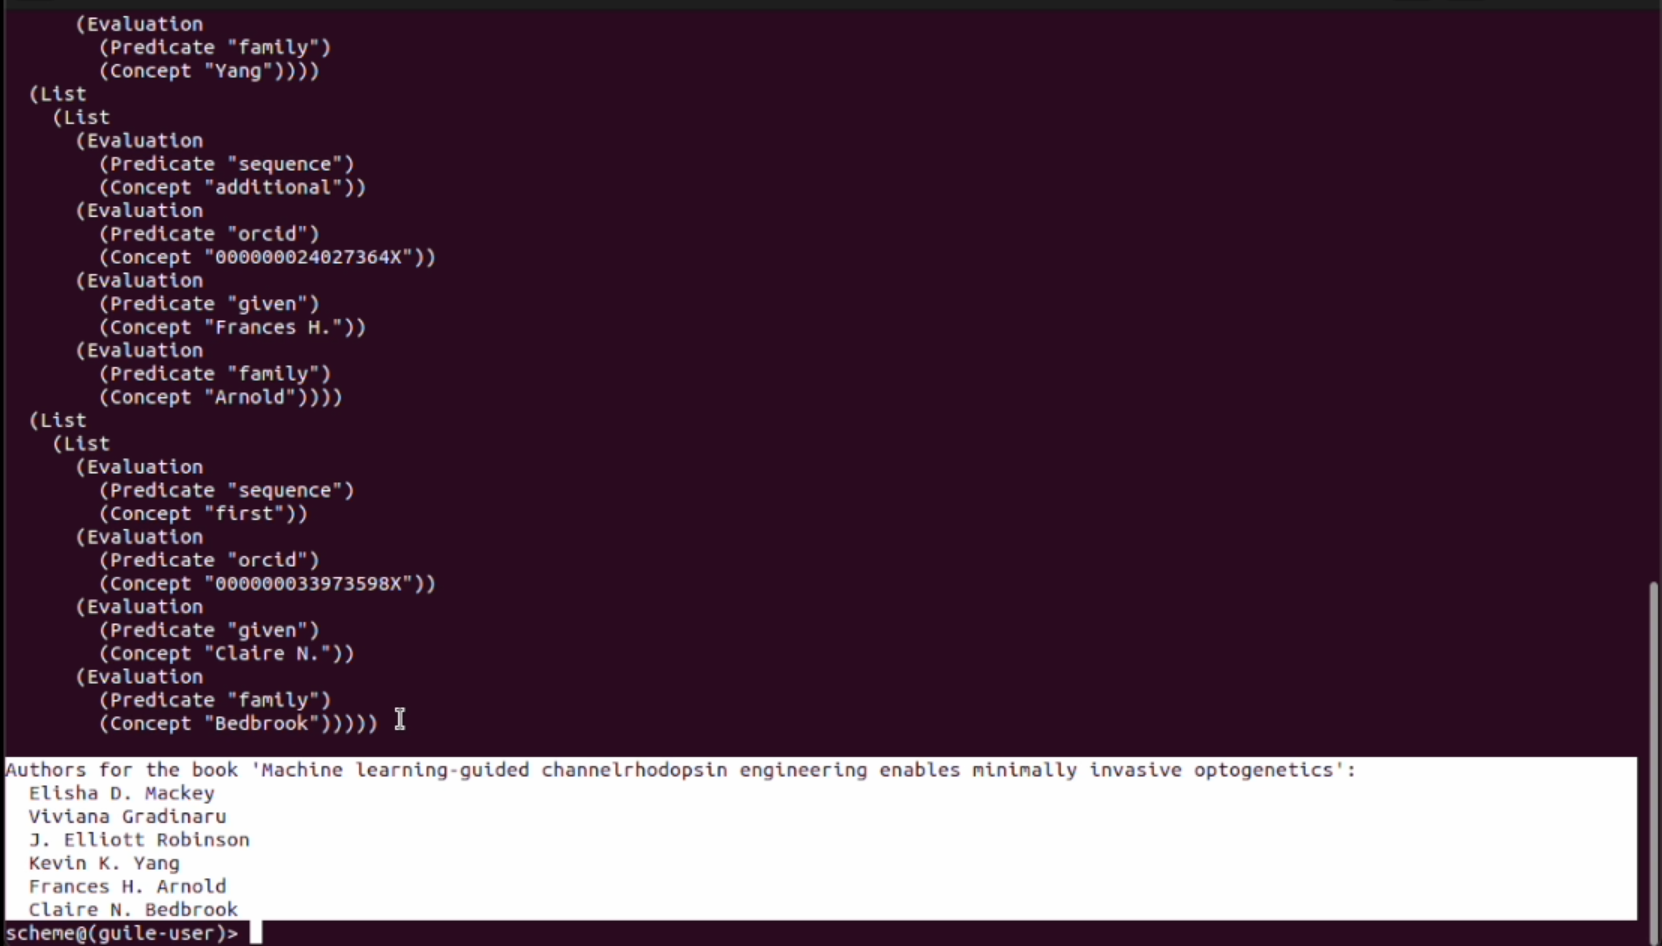 (Evaluation
(Predicate "family")
(Concept "Yang"))))
(List
(List
(Evaluation
(Predicate "sequence")
(Concept "additional"))
(Evaluation
(Predicate "orcid")
(Concept "000000024027364X"))
(Evaluation
(Predicate "given")
(Concept "Frances H."))
(Evaluation
(Predicate "family")
(Concept "Arnold"))))
(List
(List
(Evaluation
(Predicate "sequence")
(Concept "first"))
(Evaluation
(Predicate "orcid")
(Concept "000000033973598X"))
(Evaluation
(Predicate "given")
(Concept "Claire N."))
(Evaluation
(Predicate "family")
(Concept "Bedbrook")))))
Authors for the book 'Machine learning-guided channelrhodopsin engineering enables minimally invasive optogenetics':
Elisha D. Mackey
Viviana Gradinaru
J. Elliott Robinson
Kevin K. Yang
Frances H. Arnold
Claire N. Bedbrook
scheme@(guile-user)>